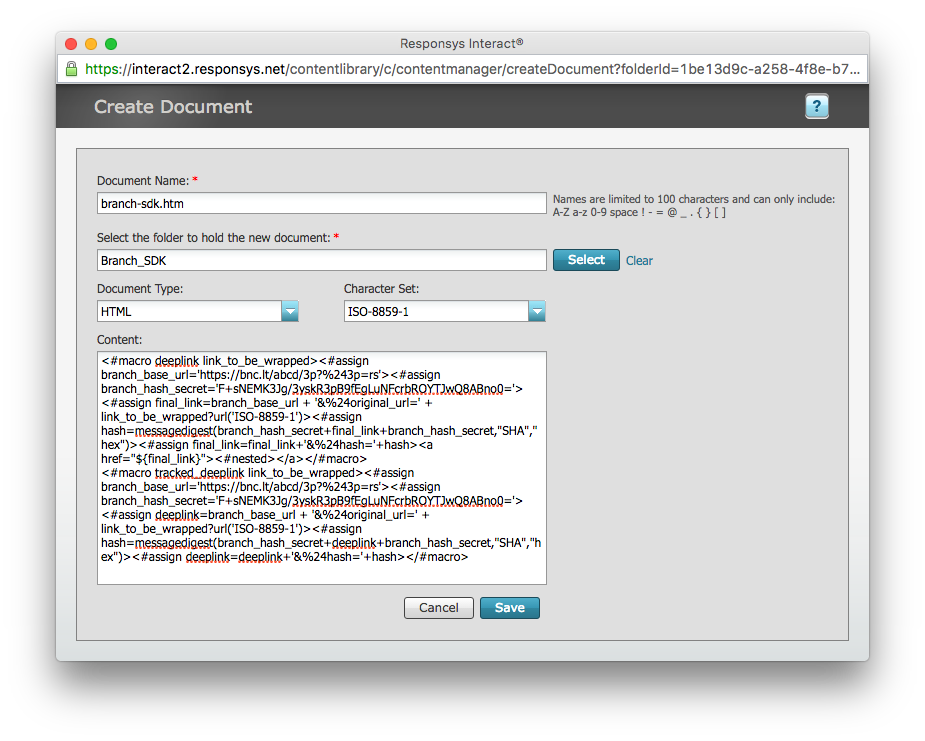 Responsys Interact®
https://interact2.responsys.net/contentlibrary/c/contentmanager/createDocument?folderId=1be13d9c-a258-4f8e-b7...
Create Document
?
Document Name: *
branch-sdk.htm
Names are limited to 100 characters and can only include:
A-Z a-z 0-9 space ! - = @ _ . { } [ ]
Select the folder to hold the new document: *
Branch_SDK
Select
Clear
Document Type:
Character Set:
HTML
ISO-8859-1
Content:
<#macro deeplink link_to_be_wrapped><#assign
branch_base_url='https://bnc.lt/abcd/3p?%243p=rs'><#assign
branch_hash_secret='F+sNEMK3Jg/3yskR3pB9fEgLuNFcrbROYTJwQ8ABno0='>
<#assign final_link=branch_base_url + '&%24original_url=' +
link_to_be_wrapped?url('ISO-8859-1')><#assign
hash=messagedigest(branch_hash_secret+final_link+branch_hash_secret,"SHA","
hex")><#assign final_link=final_link+'&%24hash='+hash><a
href="${final_link}"><#nested></a></#macro>
<#macro tracked_deeplink link_to_be_wrapped><#assign
branch_base_url='https://bnc.lt/abcd/3p?%243p=rs'><#assign
branch_hash_secret='F+sNEMK3Jg/3yskR3pB9fEgLuNFcrbROYTJwQ8ABno0='>
<#assign deeplink=branch_base_url + '&%24original_url=' +
link_to_be_wrapped?url('ISO-8859-1')><#assign
hash=messagedigest(branch_hash_secret+deeplink+branch_hash_secret,"SHA","h
ex")><#assign deeplink=deeplink+'&%24hash='+hash></#macro>
Cancel
Save